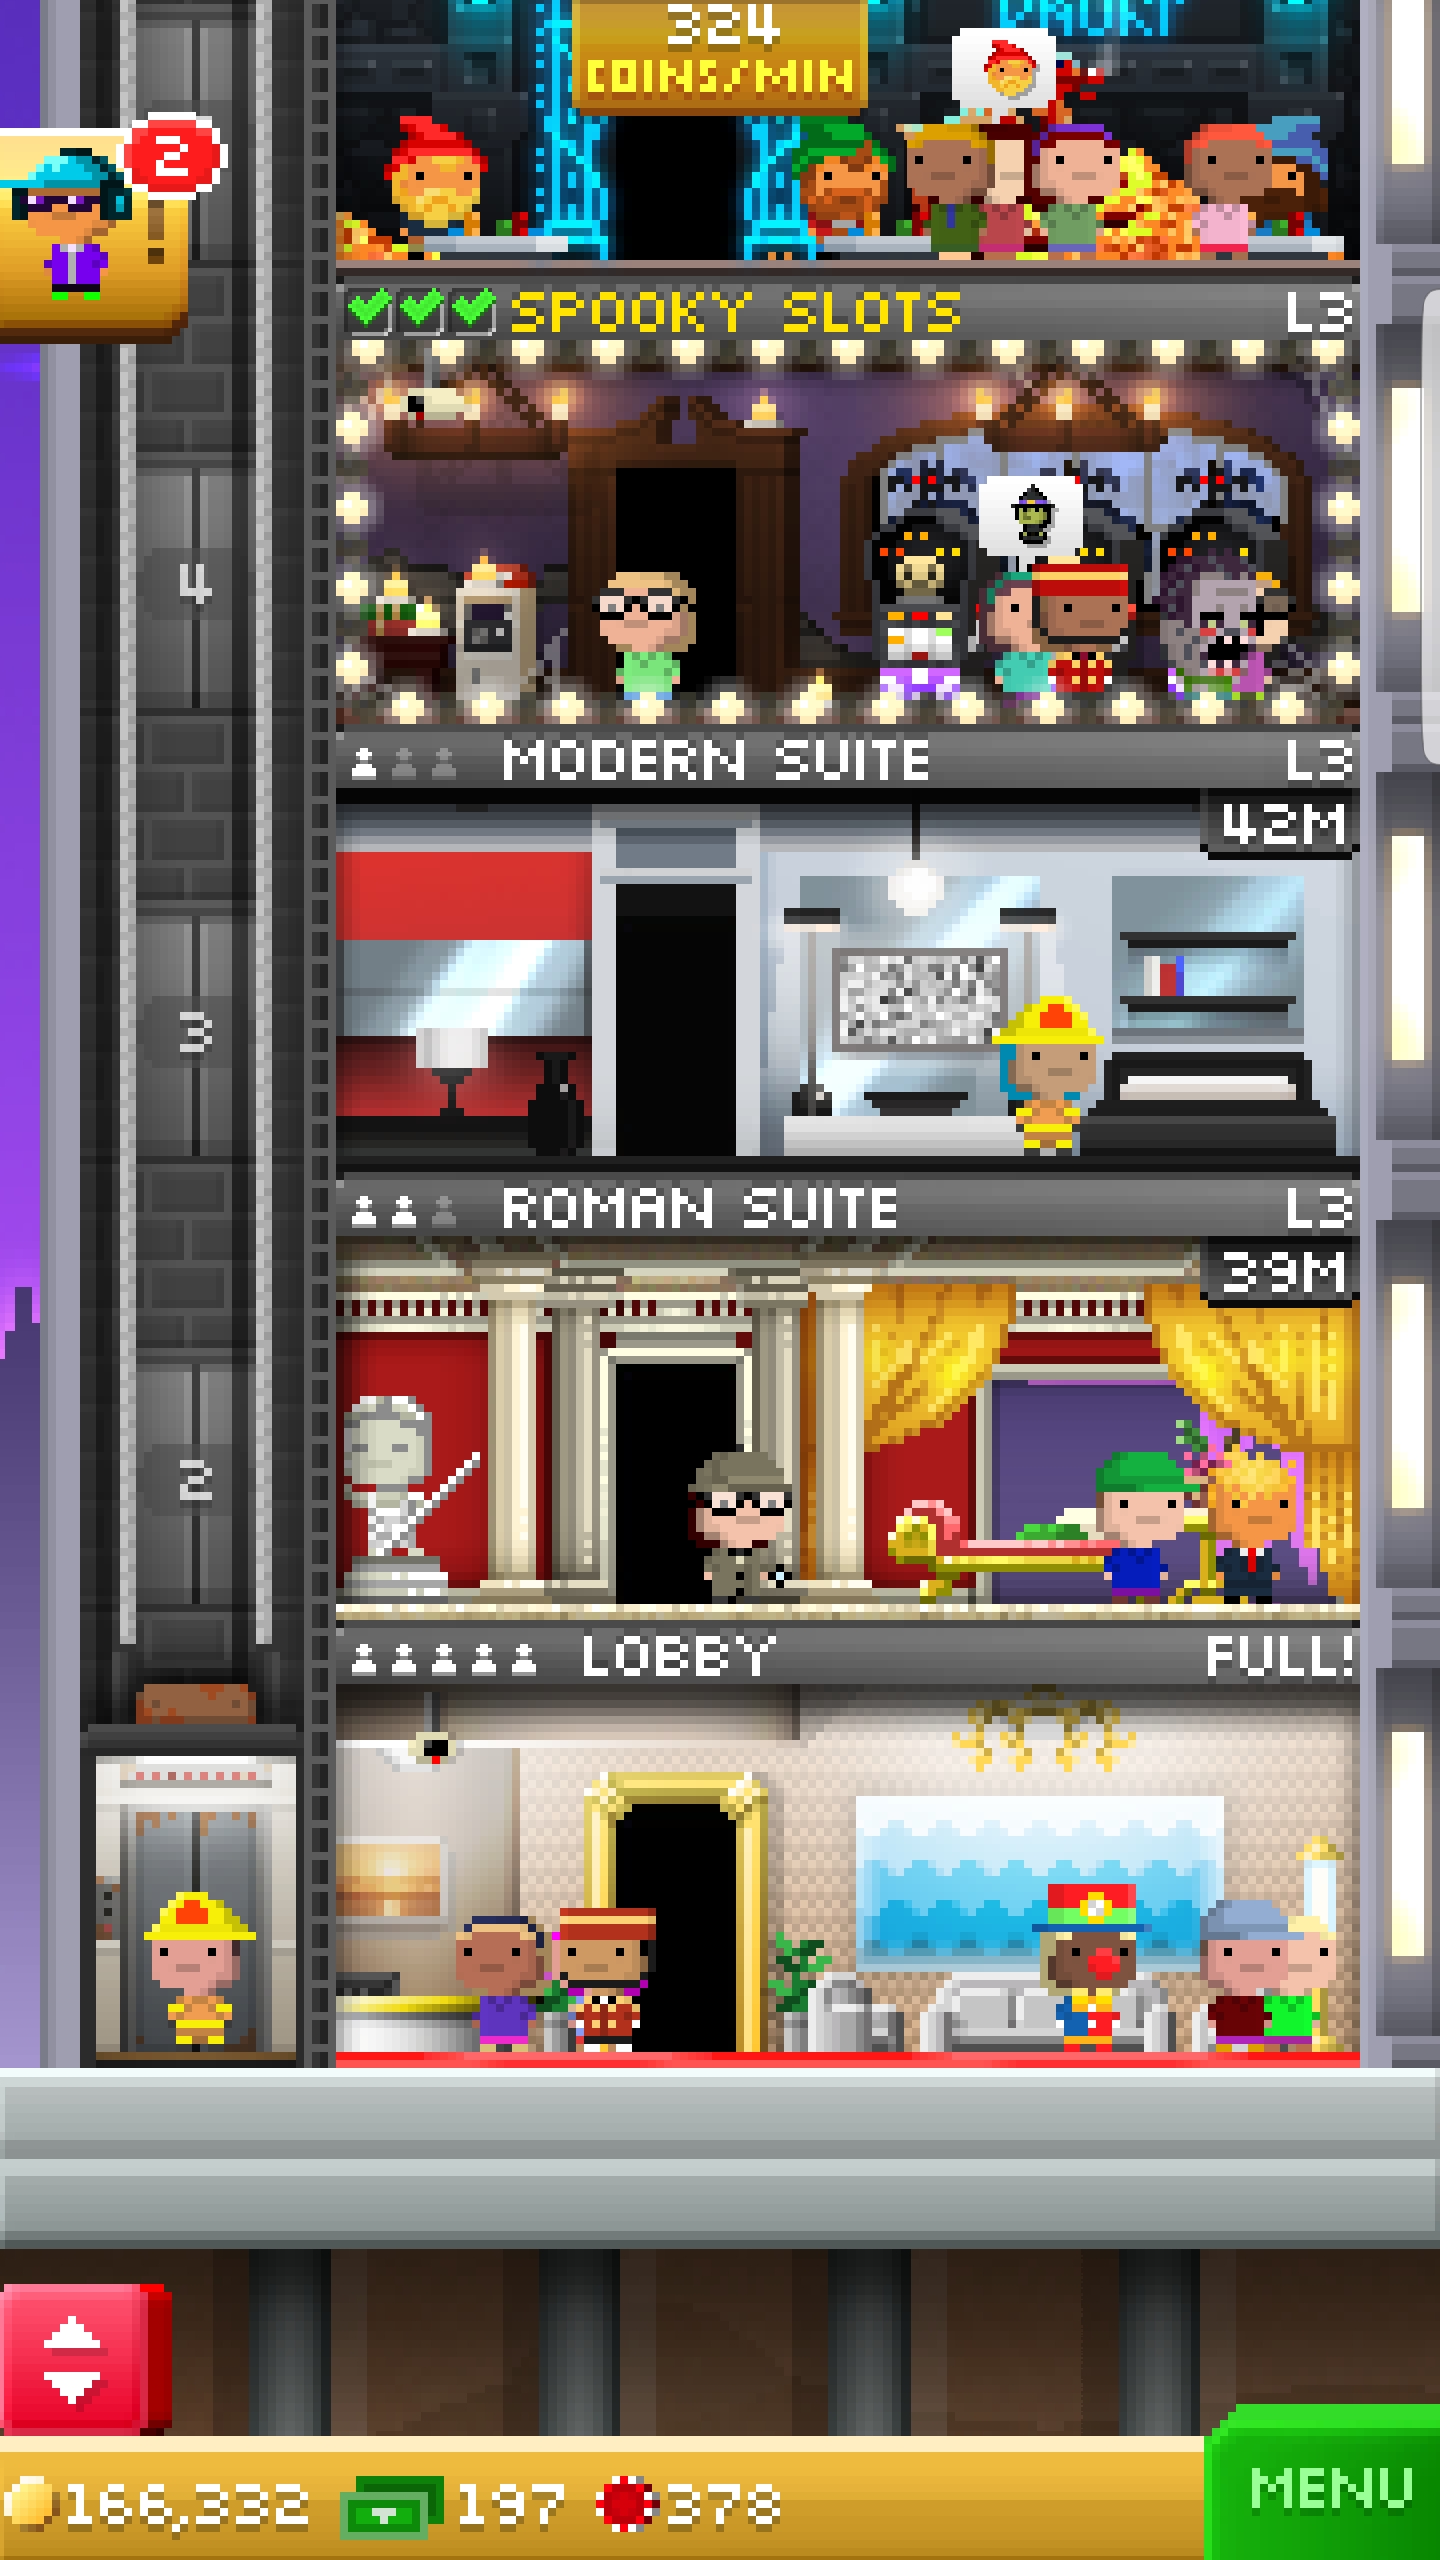 324
COINS/MIN
2
SPOOKY SLOTS L3
4
MODERN SUITE L3
42M
3
ROMAN SUITE L3
39M
2
LOBBY FULL!
MENU
166,332 197 378